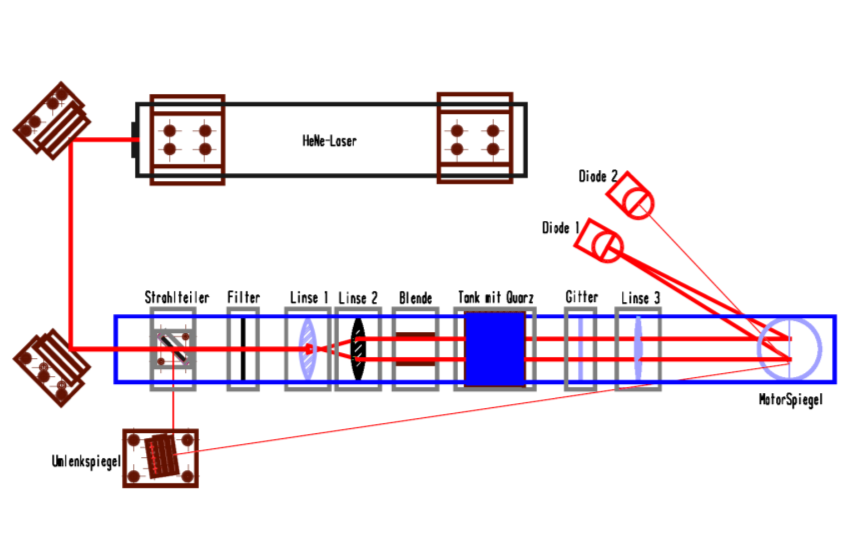 HeNe-Laser
Diode 2
Diode 1
Strahlteiler
Filter
Linse 1
Linse 2
Blende
Tank mit Quarz
Gitter
Linse 3
MotorSpiegel
Umlenkspiegel